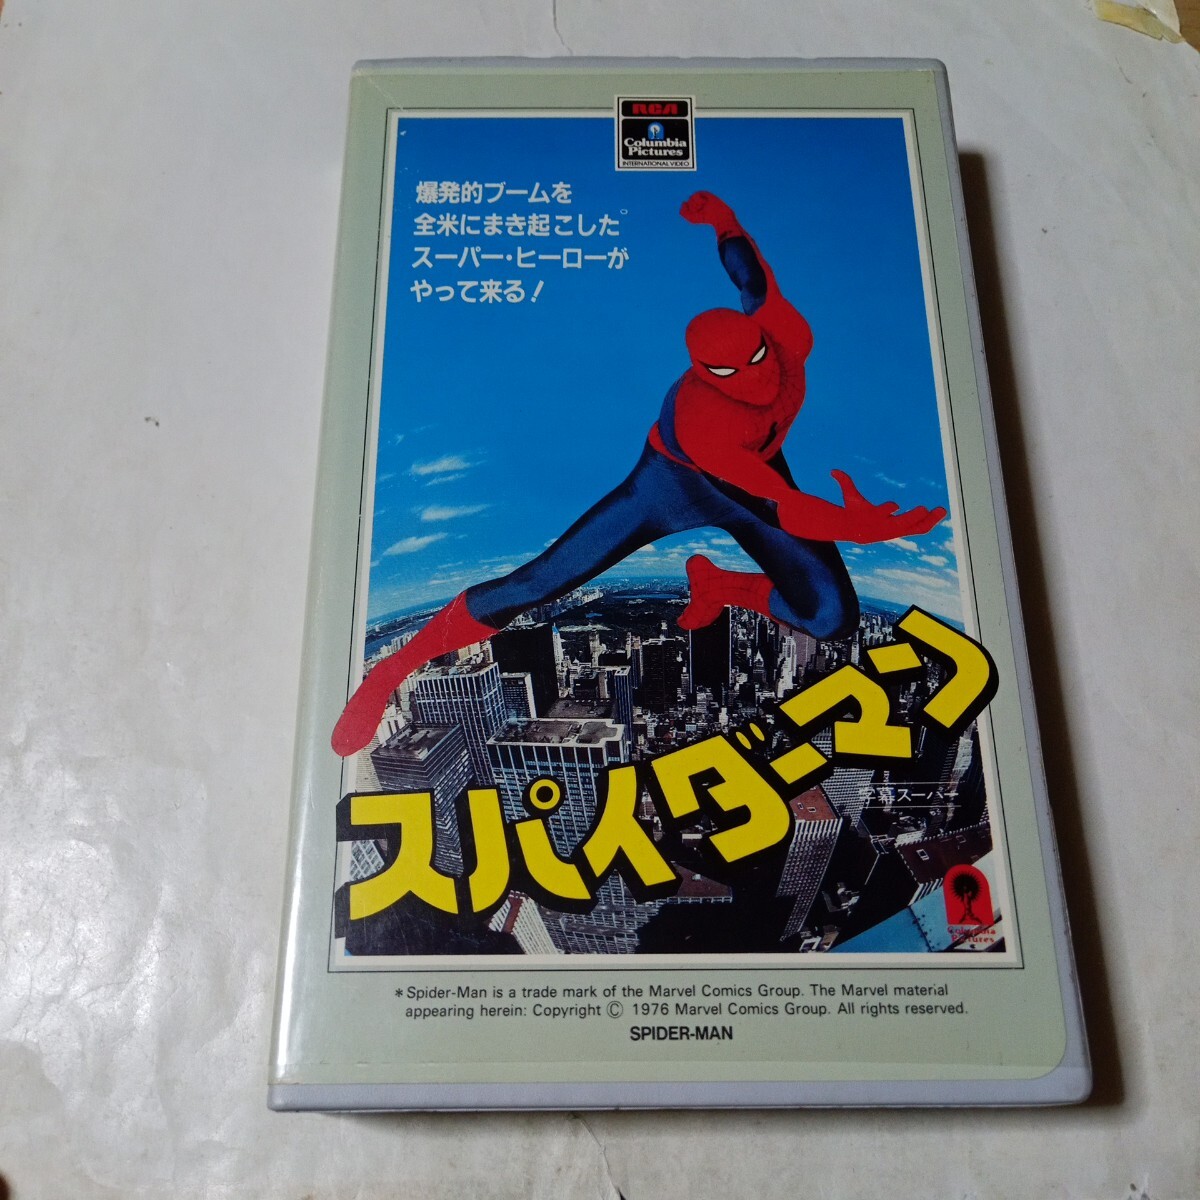 RCA
Columbia
Pictures
INTERNATIONAL VIDEO
爆発的ブームを
全米にまき起こした
スーパー・ヒーローが
やって来る!
スパイダーマン
字幕スーパー
Columbia
Pictures
*Spider-Man is a trade mark of the Marvel Comics Group. The Marvel material
appearing herein: Copyright © 1976 Marvel Comics Group. All rights reserved.
SPIDER-MAN